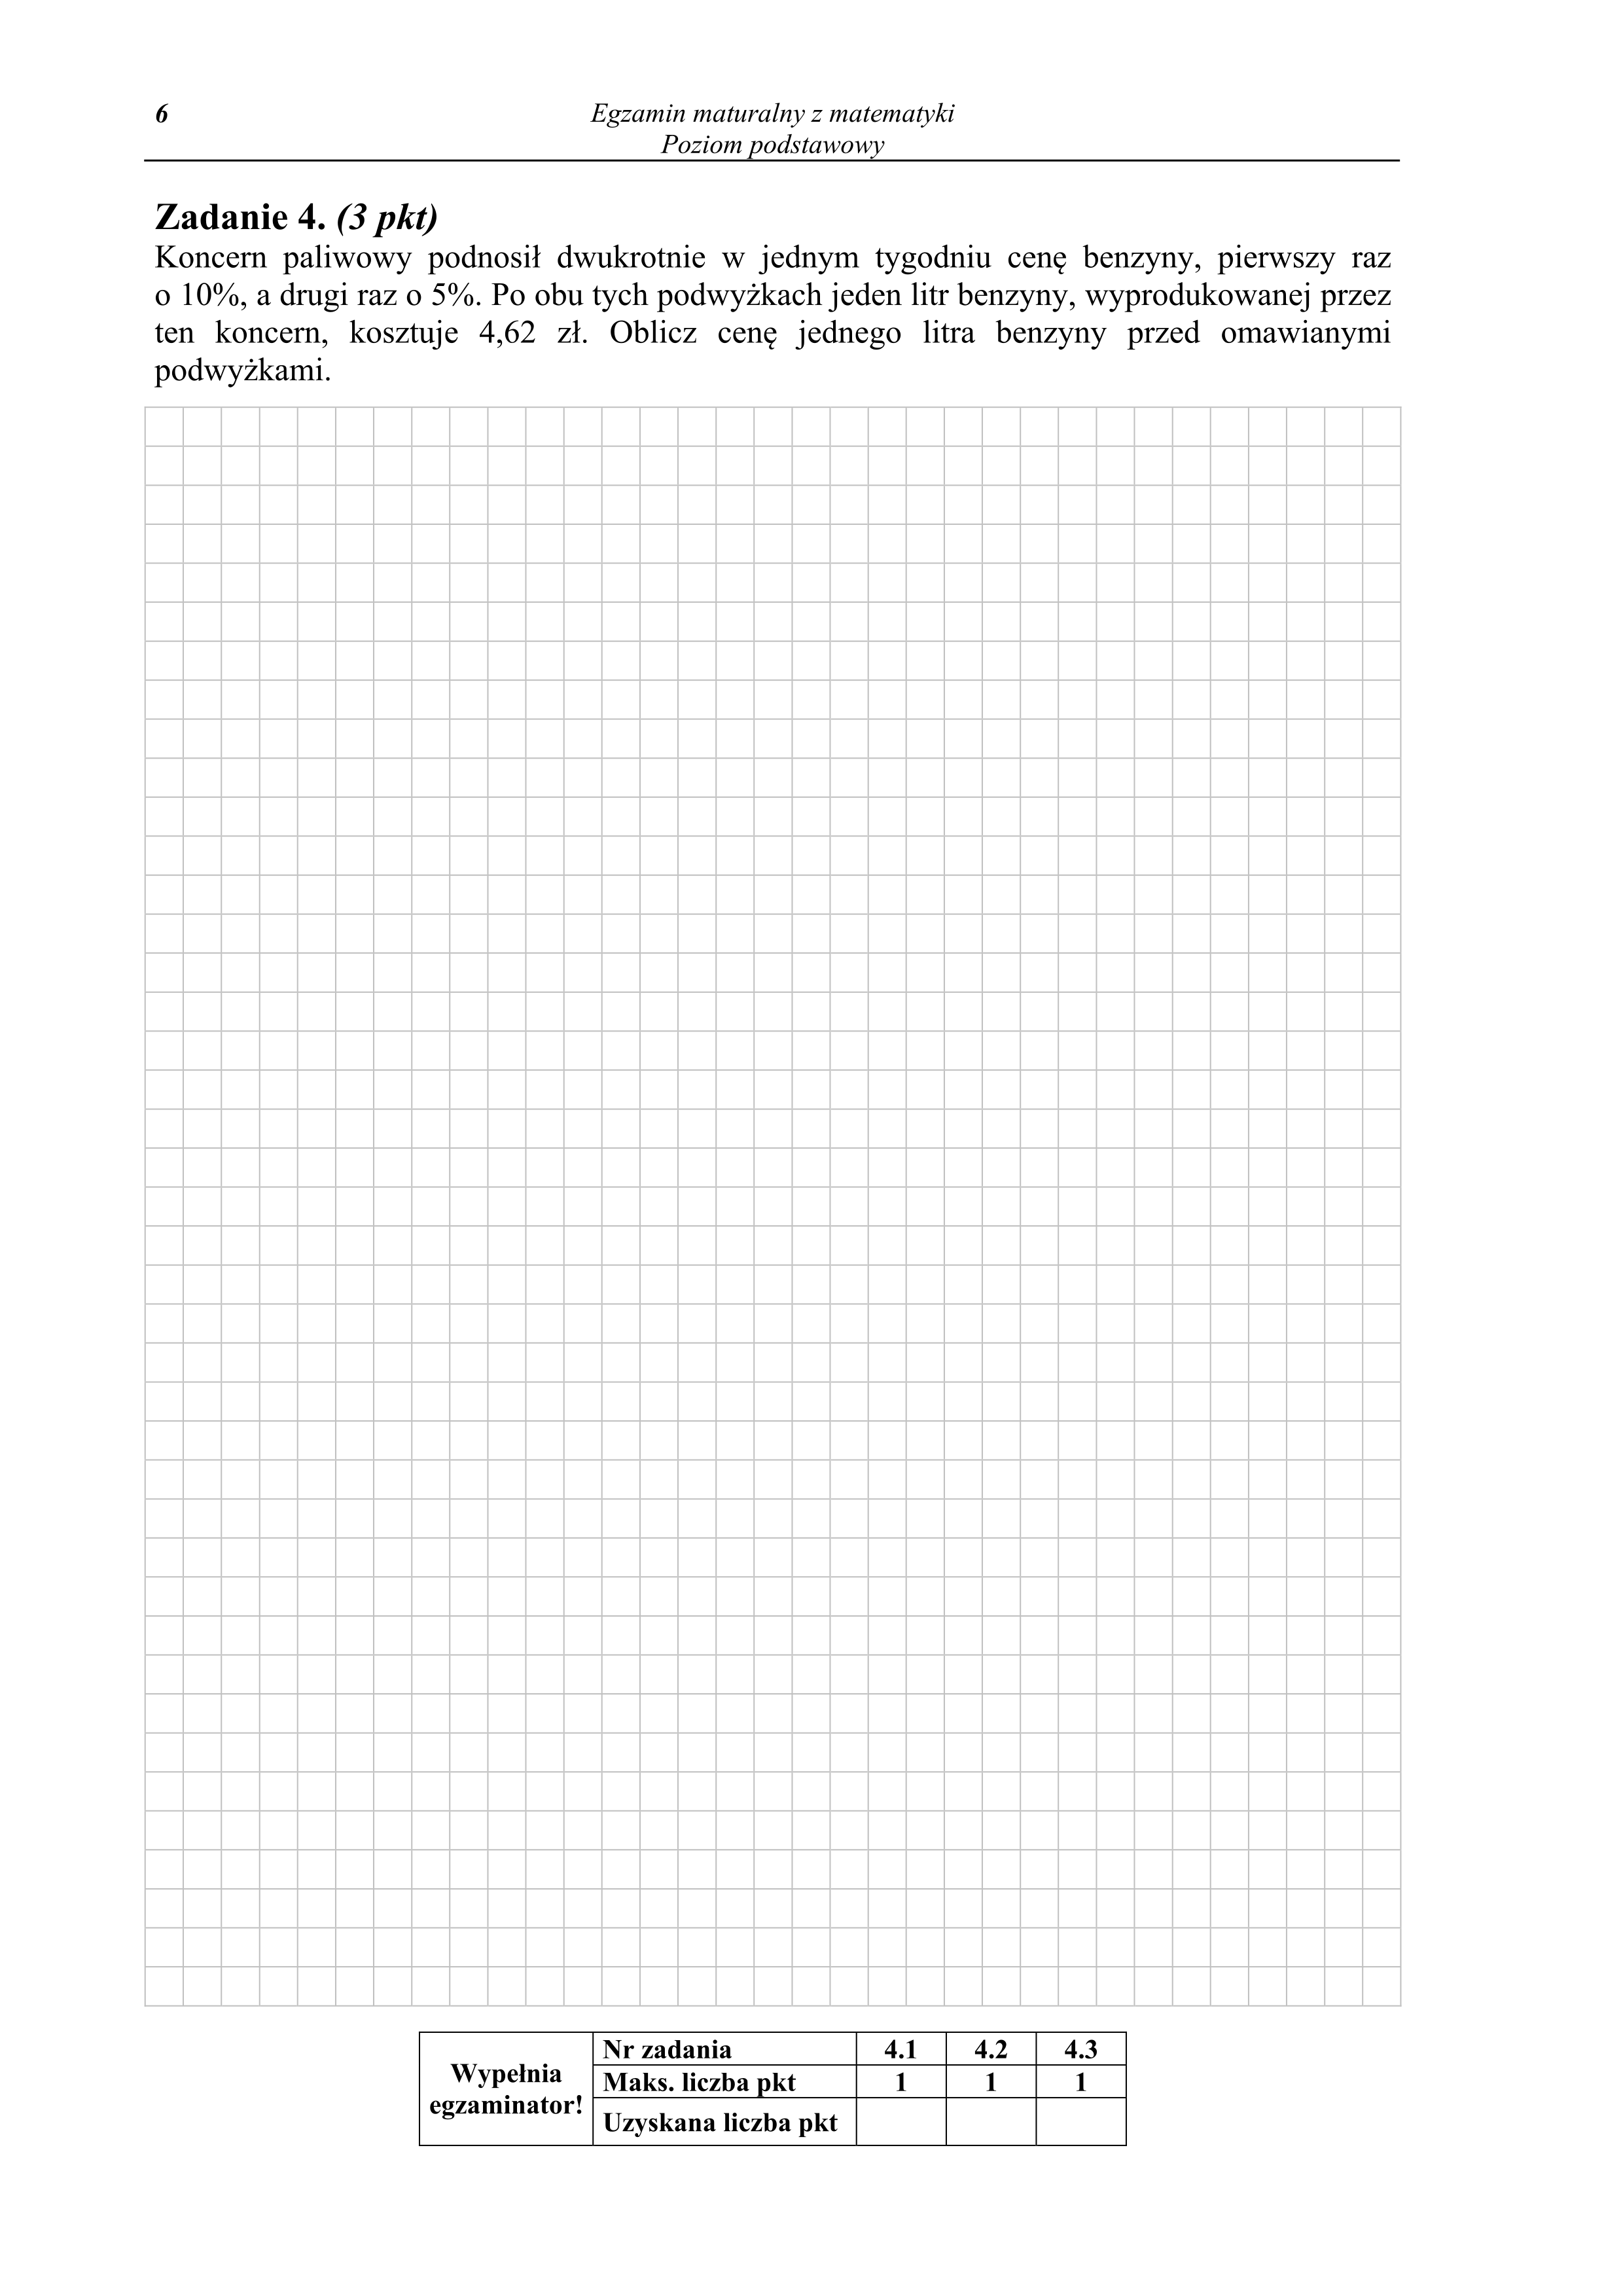 6
Egzamin maturalny z matematyki
Poziom podstawowy
Zadanie 4. (3 pkt)
Koncern paliwowy podnosił dwukrotnie w jednym tygodniu cenę benzyny, pierwszy raz
o 10%, a drugi raz o 5%. Po obu tych podwyżkach jeden litr benzyny, wyprodukowanej przez
ten koncern, kosztuje 4,62 zł. Oblicz cenę jednego litra benzyny przed omawianymi
podwyżkami.
Wypełnia
egzaminator!
Nr zadania 4.1 4.2 4.3
Maks. liczba pkt 1 1 1
Uzyskana liczba pkt